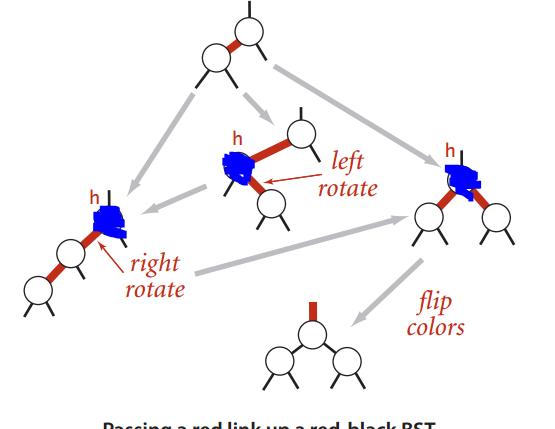 h
left
rotate
h
h
right
rotate
flip
colors
Passing a red link up a red-black BST